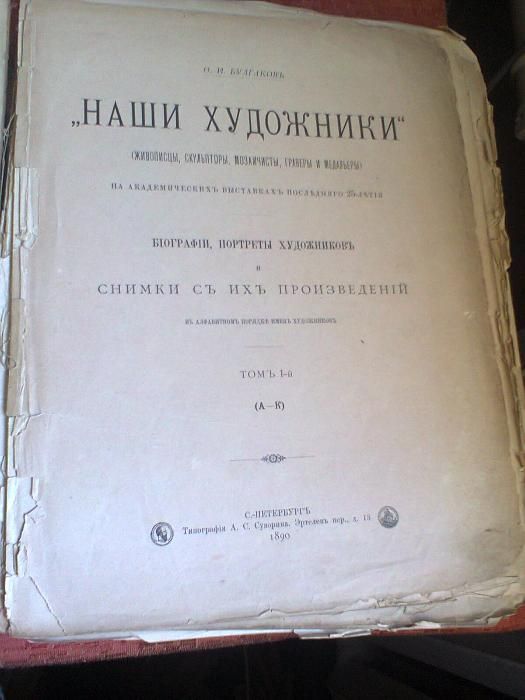 Ѳ. И. БУЛГАКОВЪ
„НАШИ ХУДОЖНИКИ“
(ЖИВОПИСЦЫ, СКУЛЬПТОРЫ, МОЗАИЧИСТЫ, ГРАВЕРЫ И МЕДАЛЬЕРЫ)
НА АКАДЕМИЧЕСКИХЪ ВЫСТАВКАХЪ ПОСЛѢДНЯГО 25-ЛѢТІЯ
БІОГРАФІИ, ПОРТРЕТЫ ХУДОЖНИКОВЪ
И
СНИМКИ СЪ ИХЪ ПРОИЗВЕДЕНІЙ
ВЪ АЛФАВИТНОМЪ ПОРЯДКѢ ИМЕНЪ ХУДОЖНИКОВЪ
ТОМЪ I-й
(А—К)
С.-ПЕТЕРБУРГЪ
Типографія А. С. Суворина. Эртелевъ пер., д. 13
1890